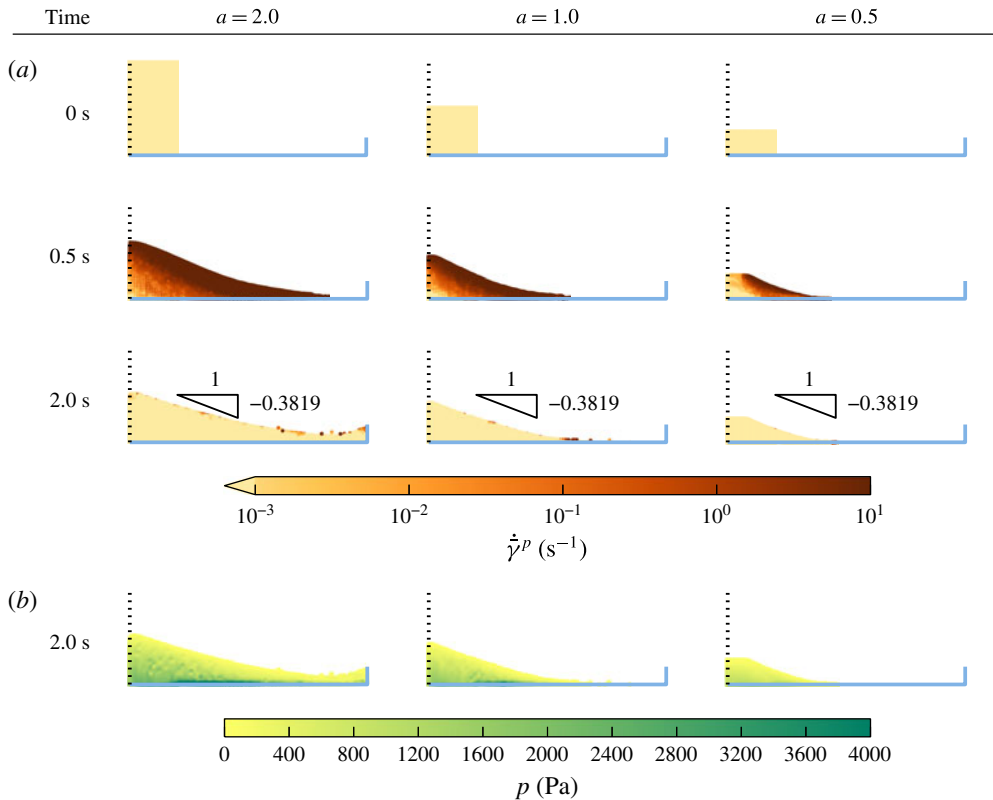 Time a = 2.0 a = 1.0 a = 0.5
(a)
0 s
0.5 s
1 1 1
2.0 s −0.3819 −0.3819 −0.3819
10⁻³ 10⁻² 10⁻¹ 10⁰ 10¹
γ̇̄ᵖ (s⁻¹)
(b)
2.0 s
0 400 800 1200 1600 2000 2400 2800 3200 3600 4000
p (Pa)